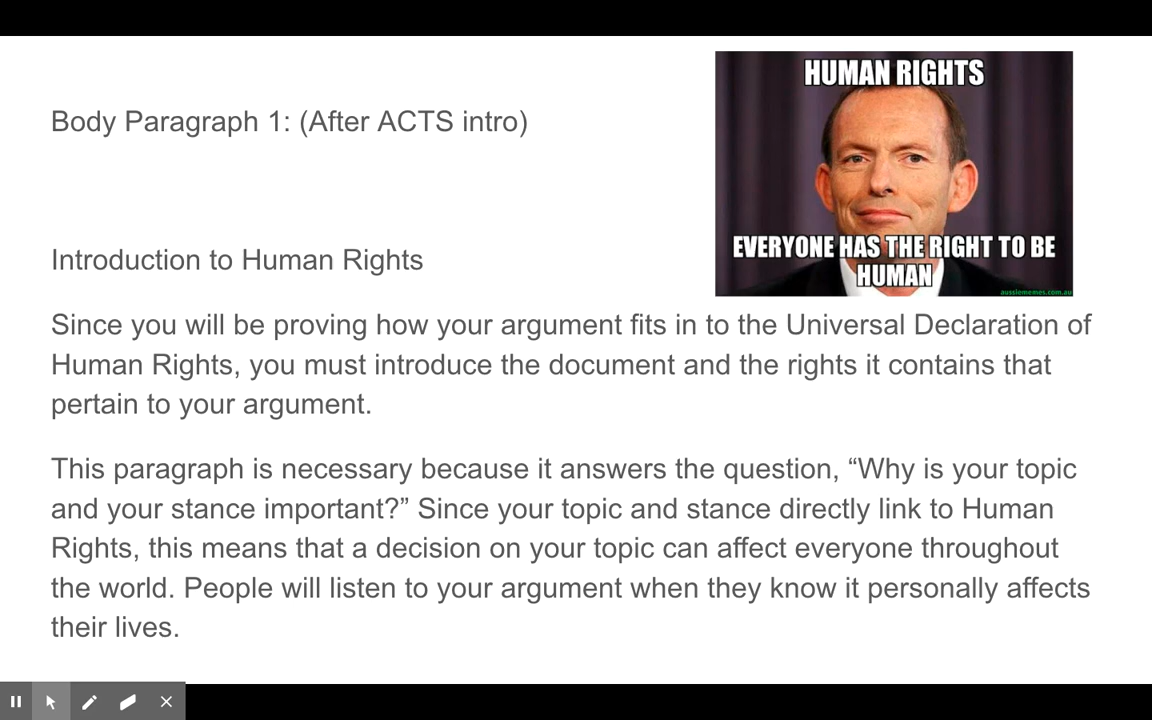 HUMAN RIGHTS
EVERYONE HAS THE RIGHT TO BE
HUMAN
aussiememes.com.au
Body Paragraph 1: (After ACTS intro)
Introduction to Human Rights
Since you will be proving how your argument fits in to the Universal Declaration of
Human Rights, you must introduce the document and the rights it contains that
pertain to your argument.
This paragraph is necessary because it answers the question, “Why is your topic
and your stance important?” Since your topic and stance directly link to Human
Rights, this means that a decision on your topic can affect everyone throughout
the world. People will listen to your argument when they know it personally affects
their lives.